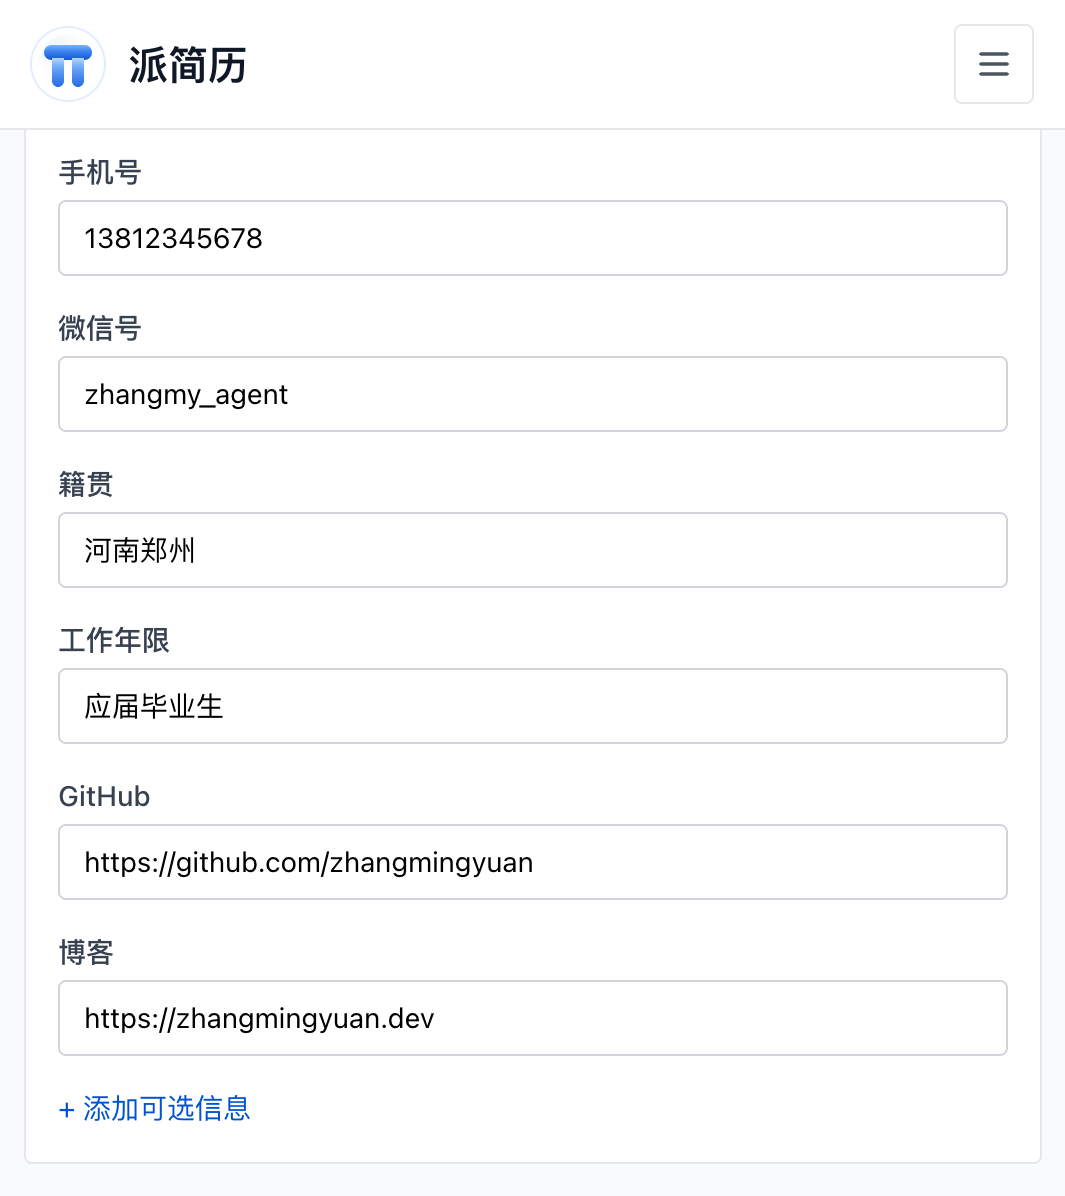 派简历
手机号
13812345678
微信号
zhangmy_agent
籍贯
河南郑州
工作年限
应届毕业生
GitHub
https://github.com/zhangmingyuan
博客
https://zhangmingyuan.dev
+ 添加可选信息